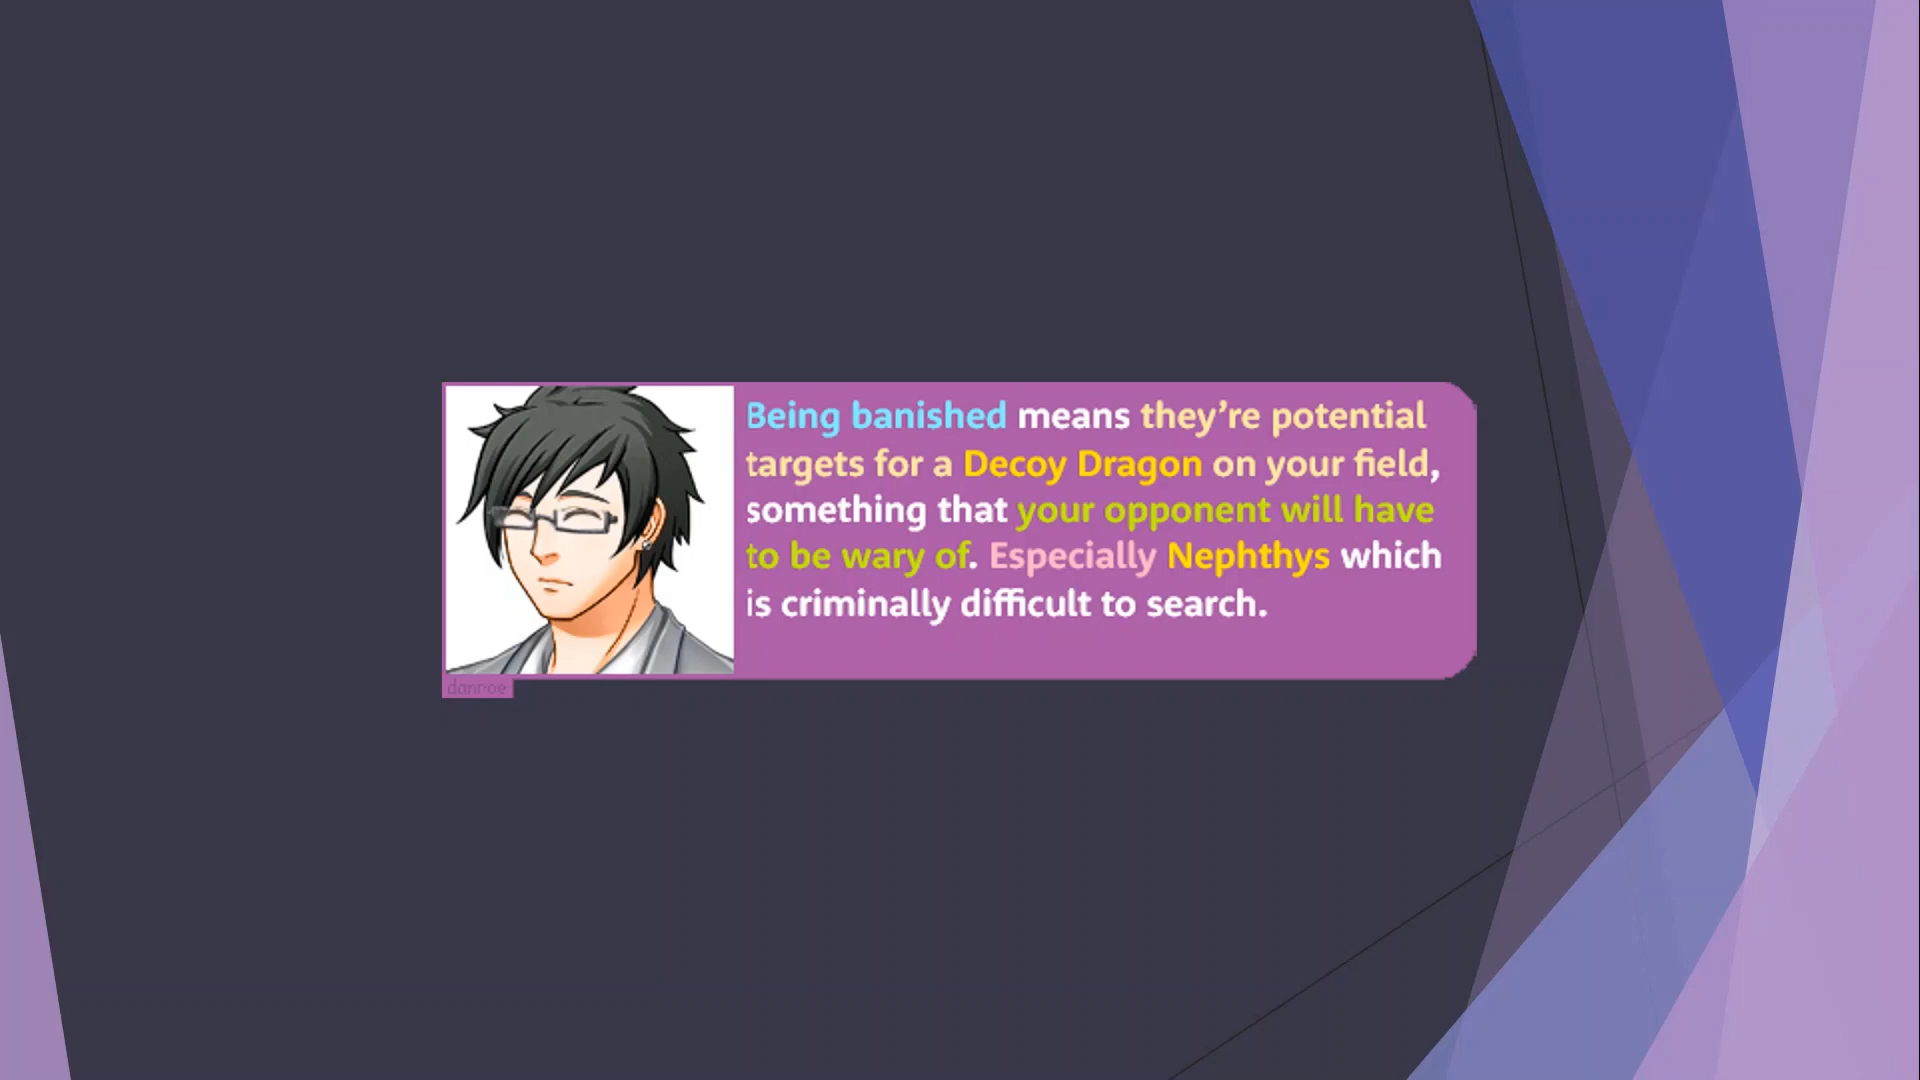 Being banished means they're potential
targets for a Decoy Dragon on your field,
something that your opponent will have
to be wary of. Especially Nephthys which
is criminally difficult to search.
danroe